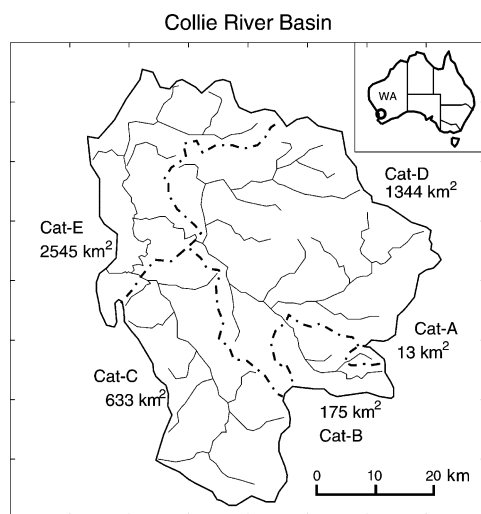 Collie River Basin
WA
Cat-D
1344 km²
Cat-E
2545 km²
Cat-A
13 km²
Cat-C
633 km²
175 km²
Cat-B
0 10 20 km